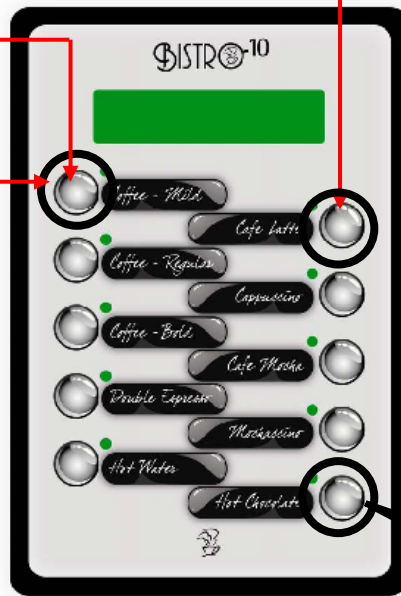 BISTRO-10
Coffee - Mild
Cafe Latte
Coffee - Regular
Cappuccino
Coffee - Bold
Cafe Mocha
Double Espresso
Mochaccino
Hot Water
Hot Chocolate